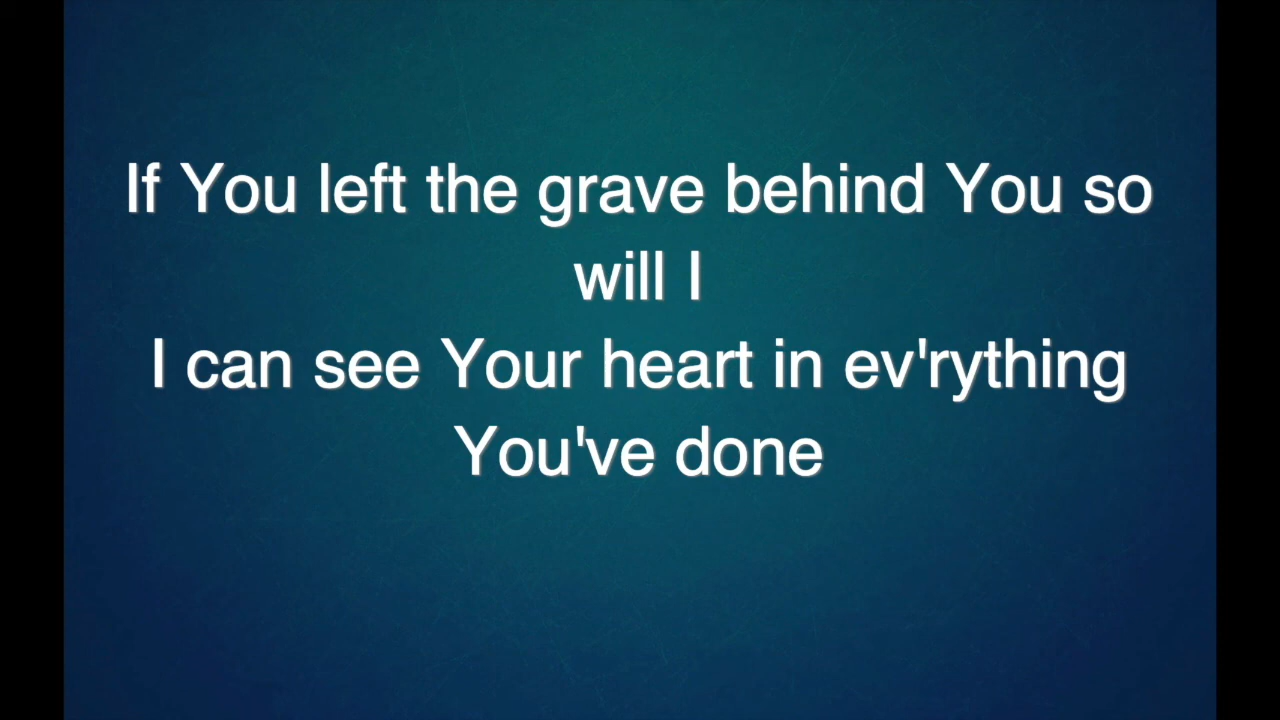 If You left the grave behind You so
will I
I can see Your heart in ev'rything
You've done